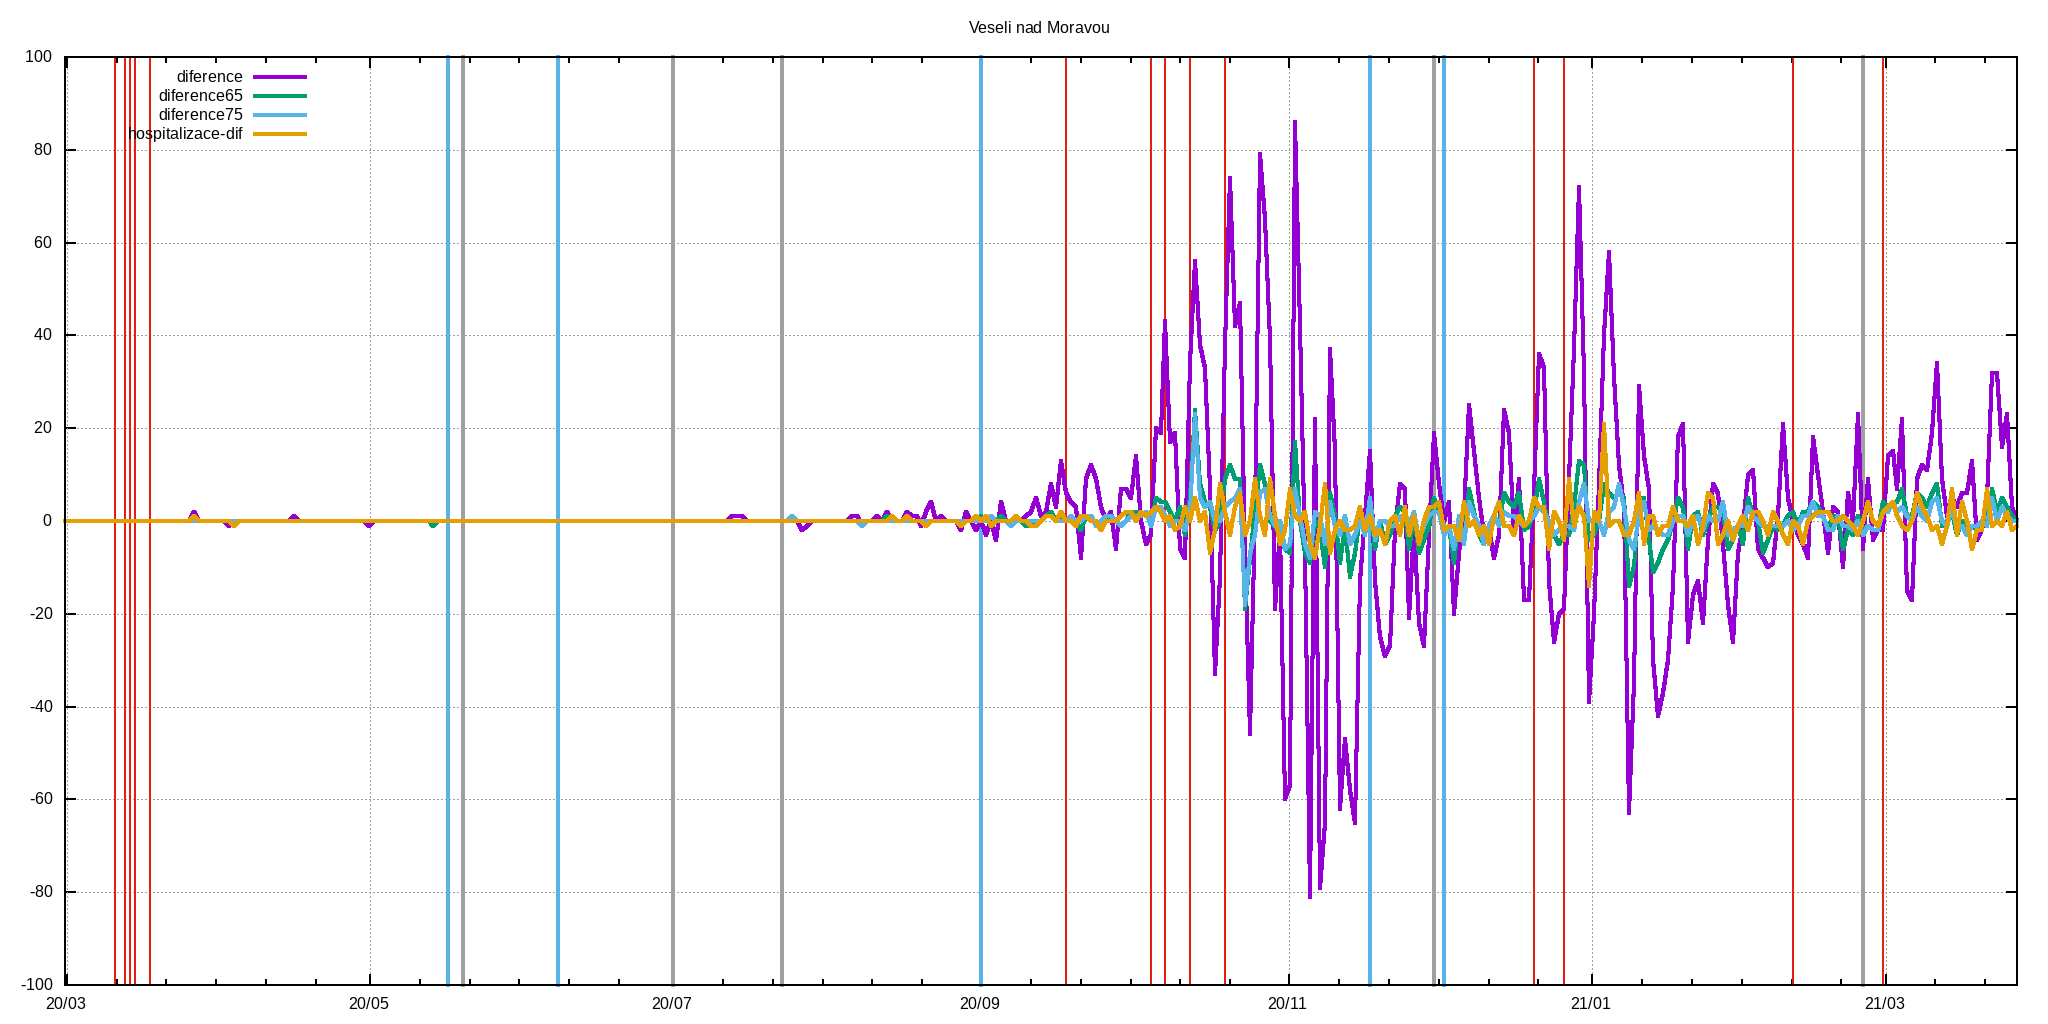 Veseli nad Moravou
100
80
60
40
20
0
-20
-40
-60
-80
-100
diference
diference65
diference75
hospitalizace-dif
20/03 20/05 20/07 20/09 20/11 21/01 21/03